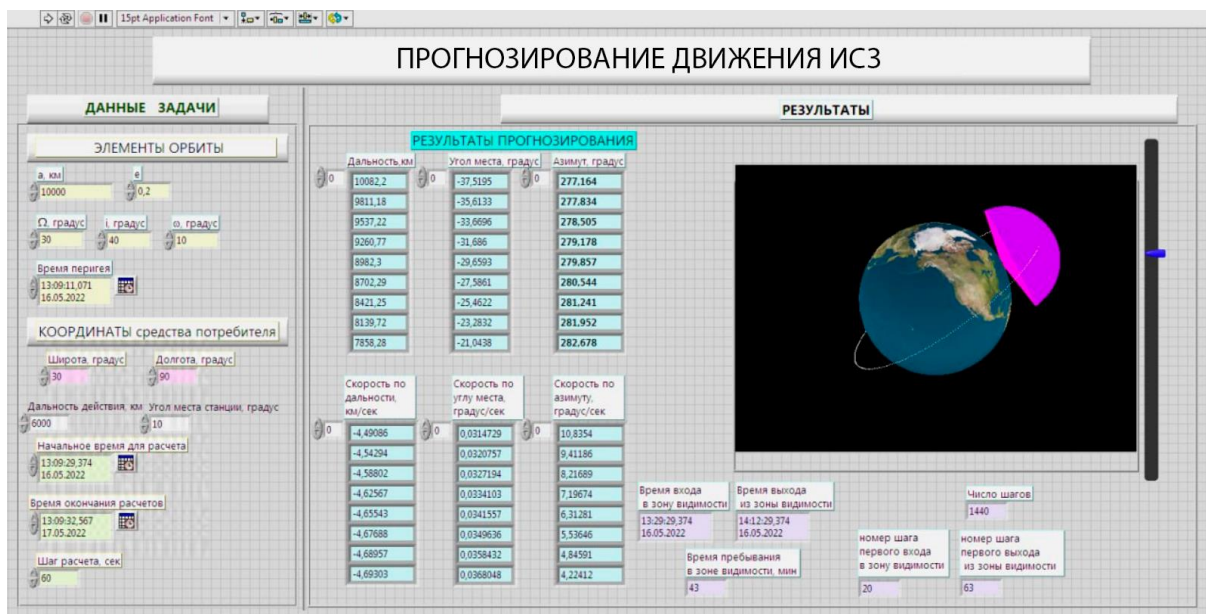 15pt Application Font
ПРОГНОЗИРОВАНИЕ ДВИЖЕНИЯ ИСЗ
ДАННЫЕ ЗАДАЧИ
ЭЛЕМЕНТЫ ОРБИТЫ
a, км e
10000 0,2
Ω, градус i, градус ω, градус
30 40 10
Время перигея
13:09:11,071
16.05.2022
КООРДИНАТЫ средства потребителя
Широта, градус Долгота, градус
30 90
Дальность действия, км Угол места станции, градус
6000 10
Начальное время для расчета
13:09:29,374
16.05.2022
Время окончания расчетов
13:09:32,567
17.05.2022
Шаг расчета, сек
60
РЕЗУЛЬТАТЫ
РЕЗУЛЬТАТЫ ПРОГНОЗИРОВАНИЯ
Дальность,км Угол места, градус Азимут, градус
0 10082,2 0 -37,5195 0 277.164
9811,18 -35,6133 277.834
9537,22 -33,6696 278.505
9260,77 -31,686 279.178
8982,3 -29,6593 279.857
8702,29 -27,5861 280.544
8421,25 -25,4622 281.241
8139,72 -23,2832 281.952
7858,28 -21,0438 282.678
Скорость по дальности, км/сек
Скорость по углу места, градус/сек
Скорость по азимуту, градус/сек
0 -4,49086 0 0,0314729 0 10,8354
-4,54294 0,0320757 9,41186
-4,58802 0,0327194 8,21689
-4,62567 0,0334103 7,19674
-4,65543 0,0341557 6,31281
-4,67688 0,0349636 5,53646
-4,68957 0,0358432 4,84591
-4,69303 0,0368048 4,22412
Время входа
в зону видимости
13:29:29,374
16.05.2022
Время выхода
из зоны видимости
14:12:29,374
16.05.2022
Время пребывания
в зоне видимости, мин
43
Число шагов
1440
номер шага
первого входа
в зону видимости
20
номер шага
первого выхода
из зоны видимости
63